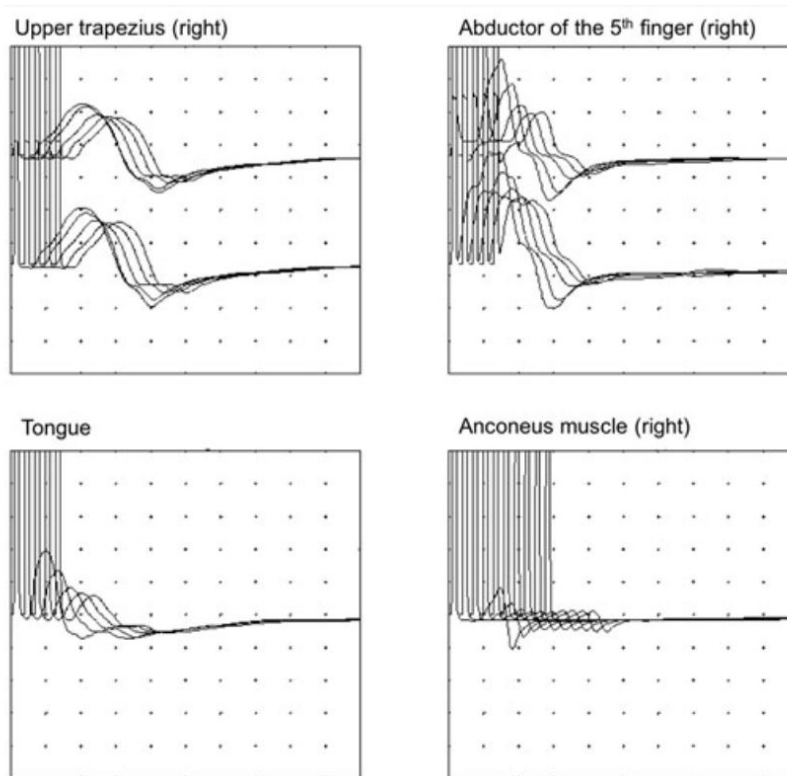 Upper trapezius (right)
Abductor of the 5th finger (right)
Tongue
Anconeus muscle (right)